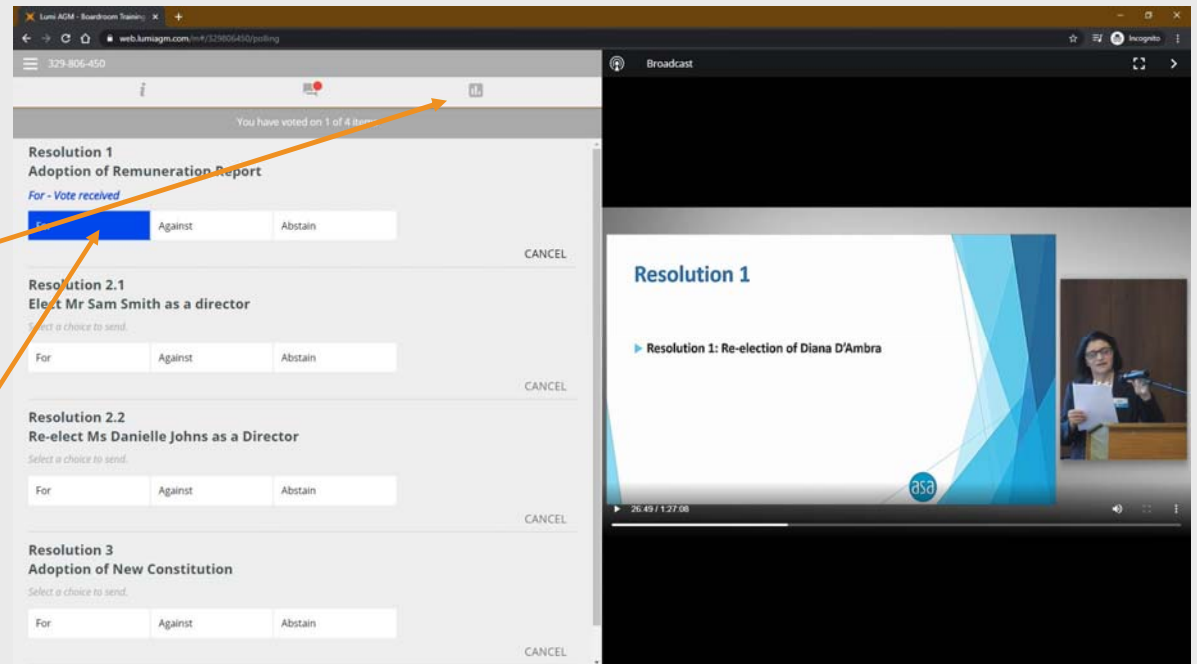 Lumi AGM - Boardroom Training
web.lumiagm.com/#/329806450/polling
Incognito
329-806-450
You have voted on 1 of 4 items
Resolution 1
Adoption of Remuneration Report
For - Vote received
For
Against
Abstain
CANCEL
Resolution 2.1
Elect Mr Sam Smith as a director
Select a choice to send.
For
Against
Abstain
CANCEL
Resolution 2.2
Re-elect Ms Danielle Johns as a Director
Select a choice to send.
For
Against
Abstain
CANCEL
Resolution 3
Adoption of New Constitution
Select a choice to send.
For
Against
Abstain
CANCEL
Broadcast
Resolution 1
Resolution 1: Re-election of Diana D'Ambra
asa
26:49 / 1:27:08